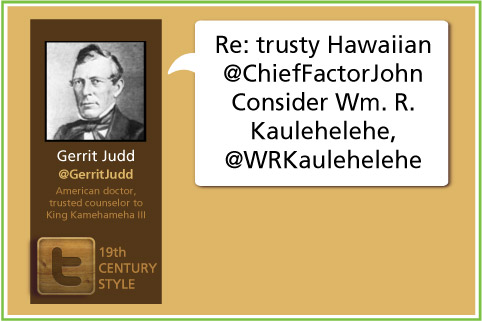 Re: trusty Hawaiian
@ChiefFactorJohn
Consider Wm. R.
Kaulehelehe,
@WRKaulehelehe
Gerrit Judd
@GerritJudd
American doctor,
trusted counselor to
King Kamehameha III
t
19th
CENTURY
STYLE